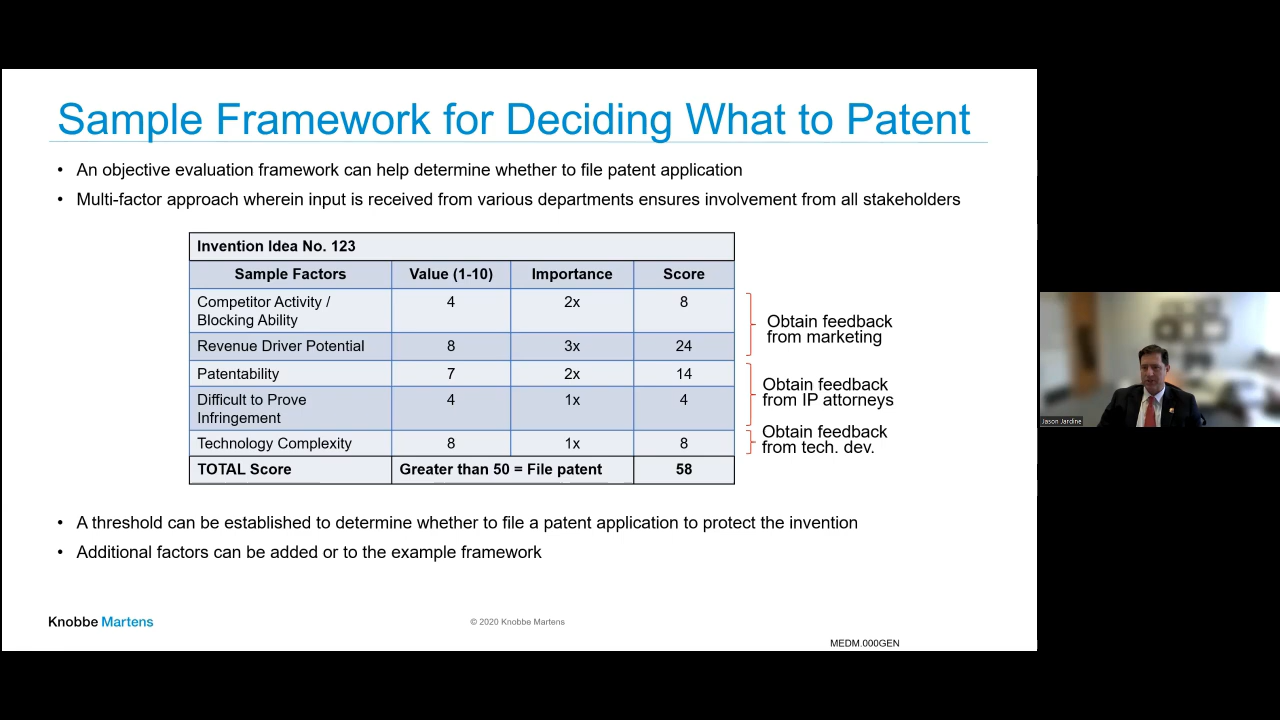 Sample Framework for Deciding What to Patent
• An objective evaluation framework can help determine whether to file patent application
• Multi-factor approach wherein input is received from various departments ensures involvement from all stakeholders
Invention Idea No. 123
Sample Factors Value (1-10) Importance Score
Competitor Activity /
Blocking Ability 4 2x 8
Revenue Driver Potential 8 3x 24
Obtain feedback
from marketing
Patentability 7 2x 14
Difficult to Prove
Infringement 4 1x 4
Obtain feedback
from IP attorneys
Technology Complexity 8 1x 8
Obtain feedback
from tech. dev.
TOTAL Score Greater than 50 = File patent 58
• A threshold can be established to determine whether to file a patent application to protect the invention
• Additional factors can be added or to the example framework
Knobbe Martens
© 2020 Knobbe Martens
MEDM.000GEN
Jason Jardine